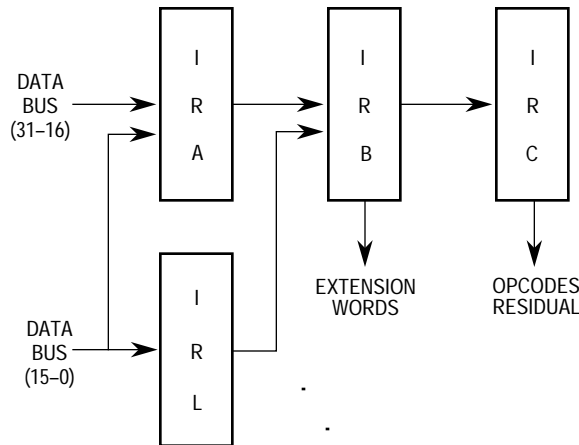 I
R
A
I
R
B
I
R
C
DATA
BUS
(31–16)
EXTENSION
WORDS
OPCODES
RESIDUAL
DATA
BUS
(15–0)
I
R
L